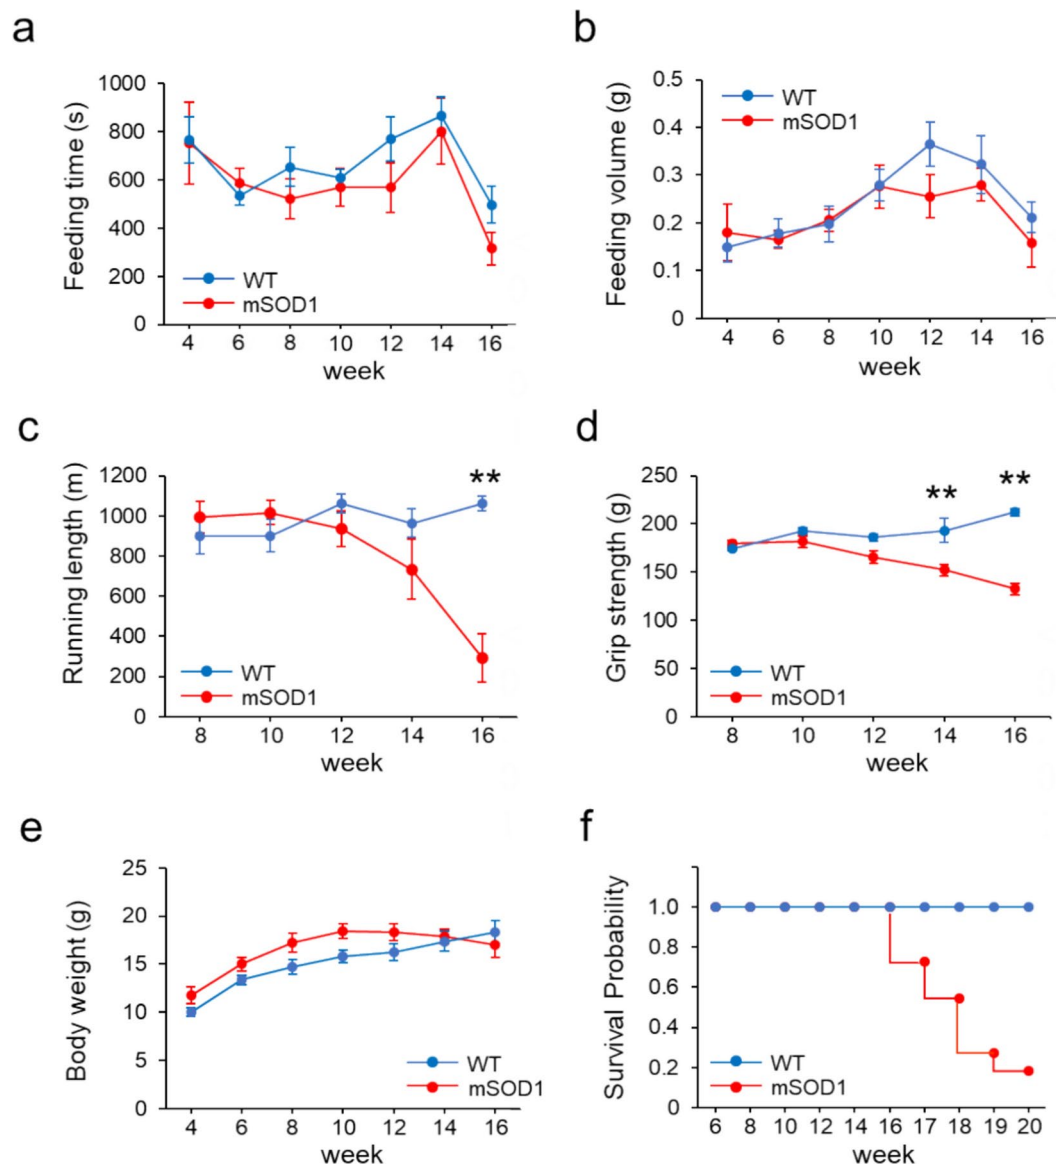 a
Feeding time (s)
1000
800
600
400
200
0
WT
mSOD1
4 6 8 10 12 14 16
week
b
Feeding volume (g)
0.5
0.4
0.3
0.2
0.1
0
WT
mSOD1
4 6 8 10 12 14 16
week
c
Running length (m)
1200
1000
800
600
400
200
0
**
WT
mSOD1
8 10 12 14 16
week
d
Grip strength (g)
250
200
150
100
50
0
** **
WT
mSOD1
8 10 12 14 16
week
e
Body weight (g)
25
20
15
10
5
0
WT
mSOD1
4 6 8 10 12 14 16
week
f
Survival Probability
1.0
0.8
0.6
0.4
0.2
0
WT
mSOD1
6 8 10 12 14 16 17 18 19 20
week